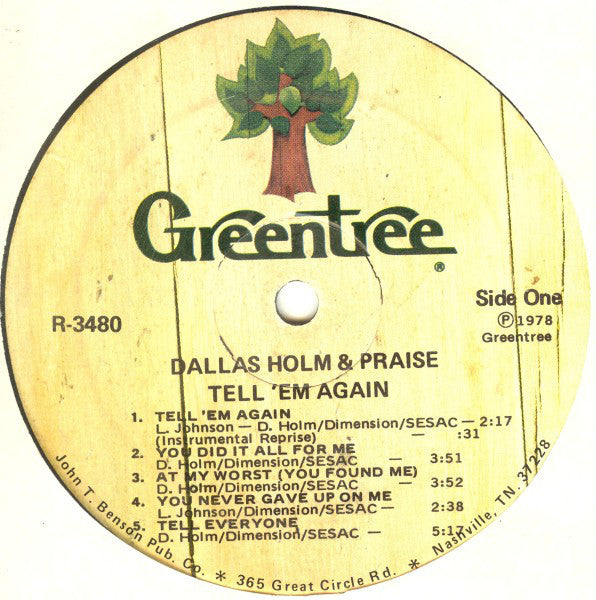 Greentree®
R-3480
Side One
℗ 1978
Greentree
DALLAS HOLM & PRAISE
TELL 'EM AGAIN
1. TELL 'EM AGAIN
L. Johnson — D. Holm/Dimension/SESAC — 2:17
(Instrumental Reprise) — :31
2. YOU DID IT ALL FOR ME
D. Holm/Dimension/SESAC — 3:51
3. AT MY WORST (YOU FOUND ME)
D. Holm/Dimension/SESAC — 3:52
4. YOU NEVER GAVE UP ON ME
L. Johnson/Dimension/SESAC — 2:38
5. TELL EVERYONE
D. Holm/Dimension/SESAC — 5:17
John T. Benson Pub. Co. * 365 Great Circle Rd. * Nashville, TN. 37228